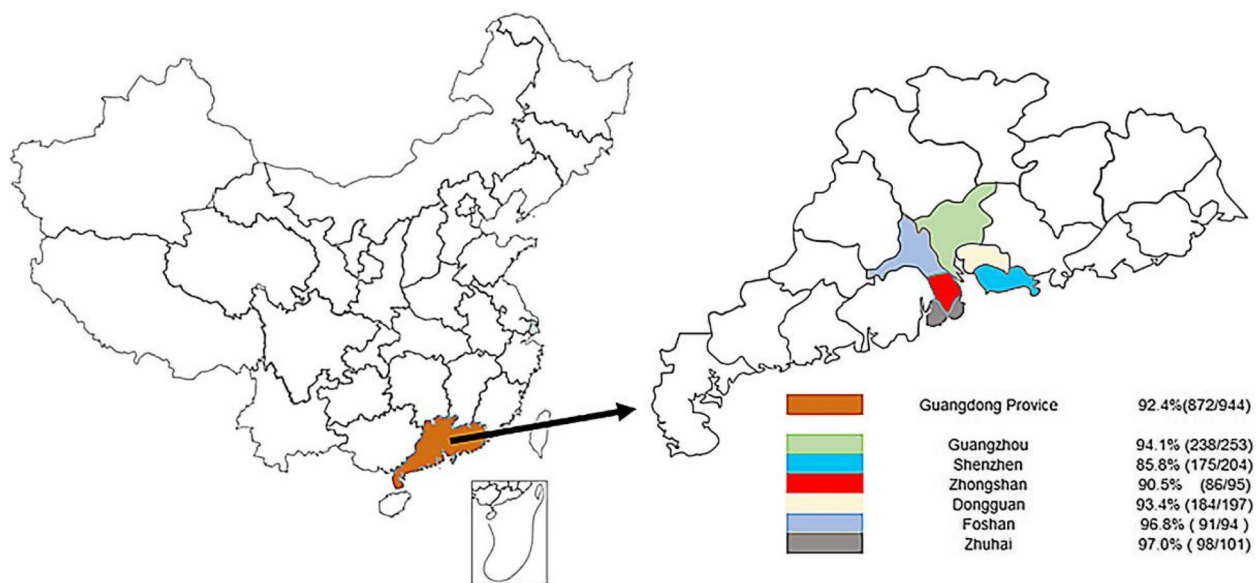 Guangdong Provice 92.4%(872/944)
Guangzhou 94.1% (238/253)
Shenzhen 85.8% (175/204)
Zhongshan 90.5% (86/95)
Dongguan 93.4% (184/197)
Foshan 96.8% ( 91/94 )
Zhuhai 97.0% ( 98/101)